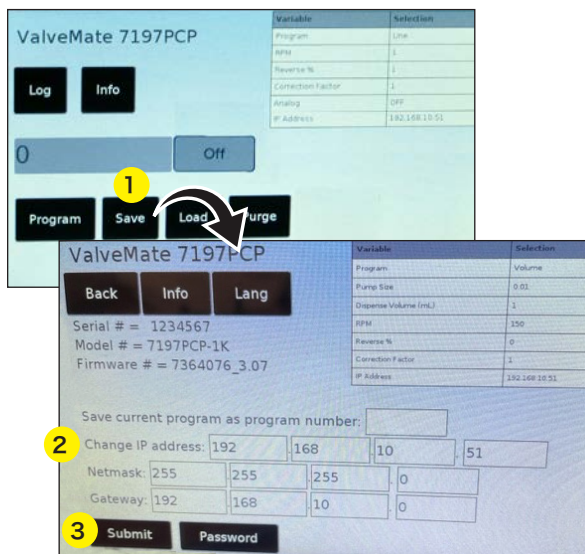 ValveMate 7197PCP
Variable Selection
Program Line
RPM 1
Reverse % 1
Correction Factor 1
Analog OFF
IP Address 192.168.10.51
Log Info
0 Off
1
Program Save Load Purge
ValveMate 7197PCP
Variable Selection
Program Volume
Pump Size 0.01
Dispense Volume (mL) 1
RPM 150
Reverse % 0
Correction Factor 1
IP Address 192.168.10.51
Back Info Lang
Serial # = 1234567
Model # = 7197PCP-1K
Firmware # = 7364076_3.07
Save current program as program number:
2 Change IP address: 192 .168 .10 . 51
Netmask: 255 .255 .255 . 0
Gateway: 192 .168 .10 . 0
3 Submit Password